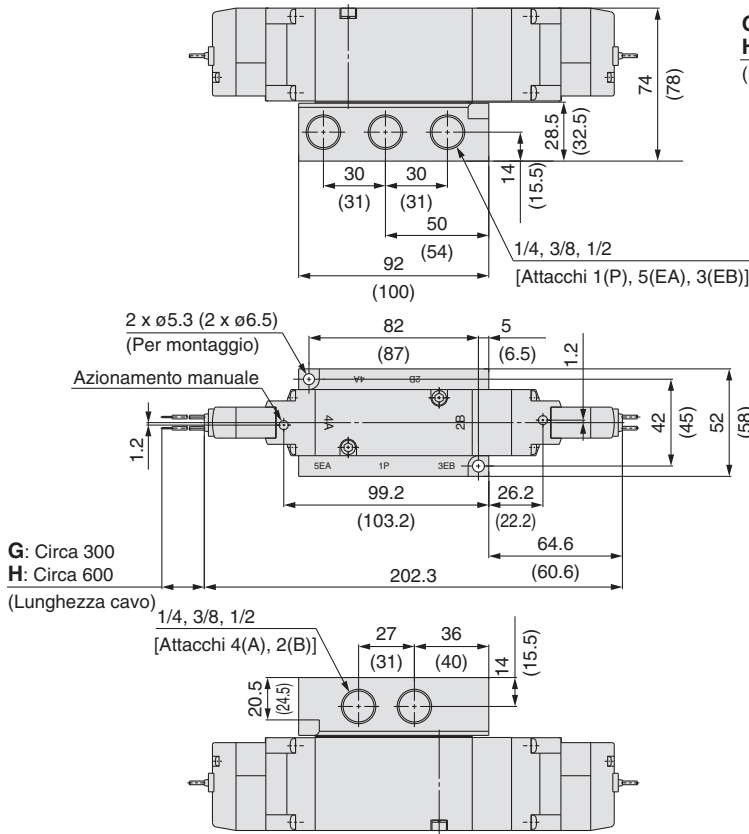 74
(78)
28.5
(32.5)
14
(15.5)
30
(31)
30
(31)
50
(54)
92
(100)
1/4, 3/8, 1/2
[Attacchi 1(P), 5(EA), 3(EB)]
G
H
(
2 x ø5.3 (2 x ø6.5)
(Per montaggio)
82
(87)
5
(6.5)
1.2
Azionamento manuale
4A
2B
4A
2B
42
(45)
52
(58)
1.2
5EA 1P 3EB
99.2
(103.2)
26.2
(22.2)
64.6
(60.6)
G: Circa 300
H: Circa 600
(Lunghezza cavo)
202.3
1/4, 3/8, 1/2
[Attacchi 4(A), 2(B)]
27
(31)
36
(40)
14
(15.5)
20.5
(24.5)